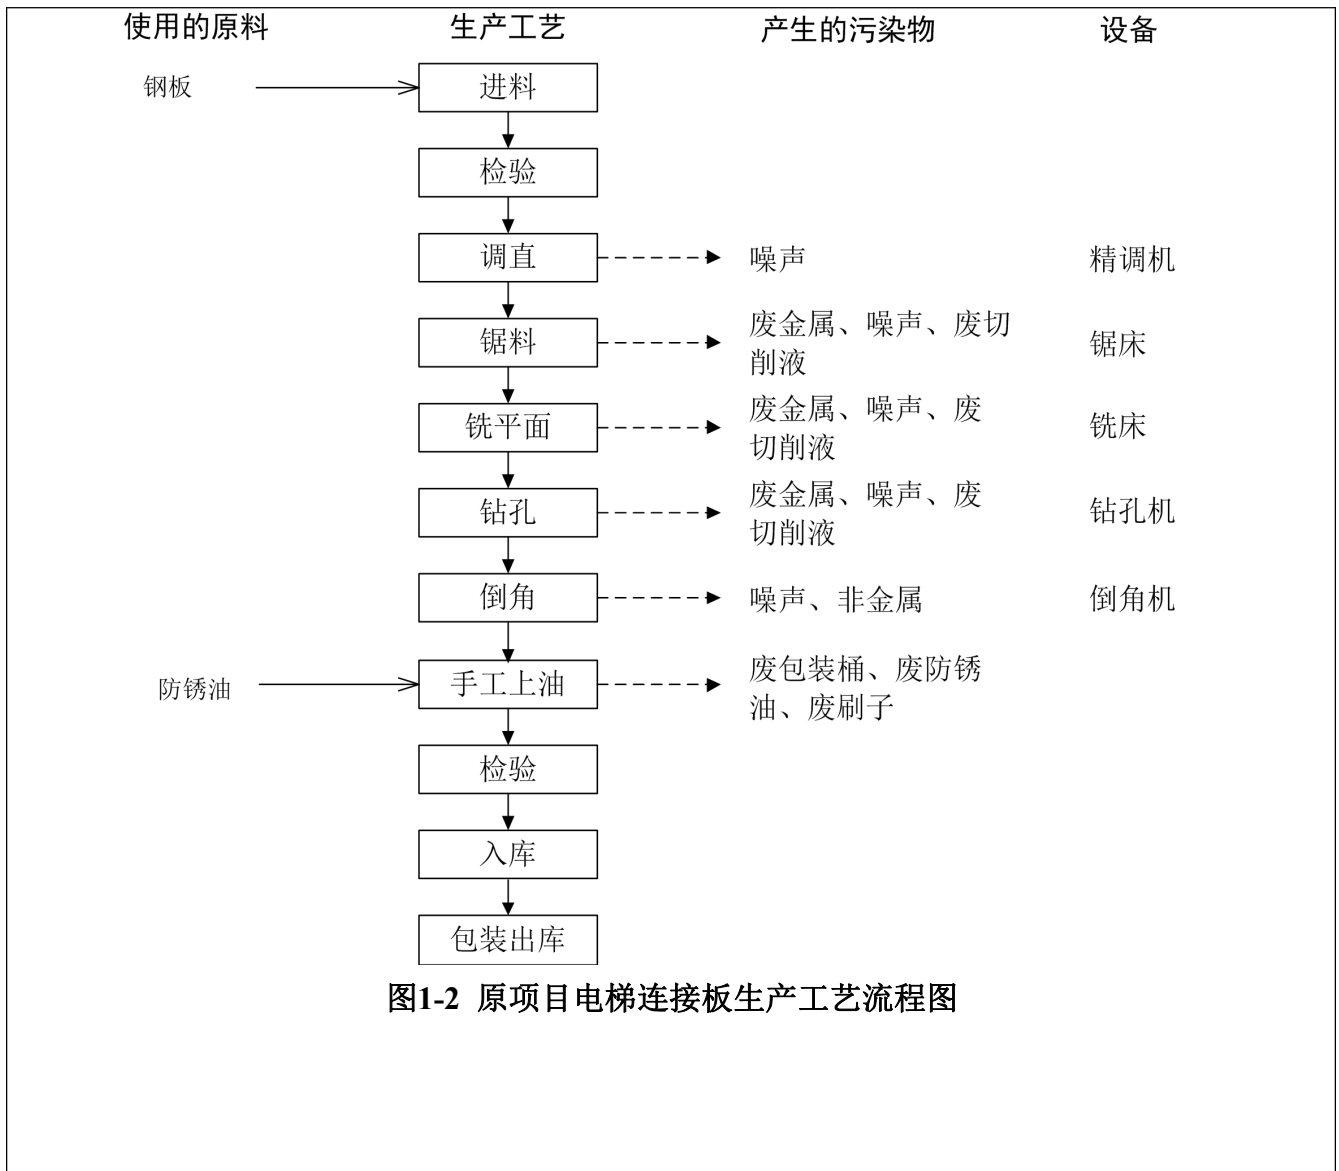 使用的原料 生产工艺 产生的污染物 设备
钢板 进料
检验
调直 噪声 精调机
锯料 废金属、噪声、废切
削液 锯床
铣平面 废金属、噪声、废
切削液 铣床
钻孔 废金属、噪声、废
切削液 钻孔机
倒角 噪声、非金属 倒角机
防锈油 手工上油 废包装桶、废防锈
油、废刷子
检验
入库
包装出库
图1-2 原项目电梯连接板生产工艺流程图